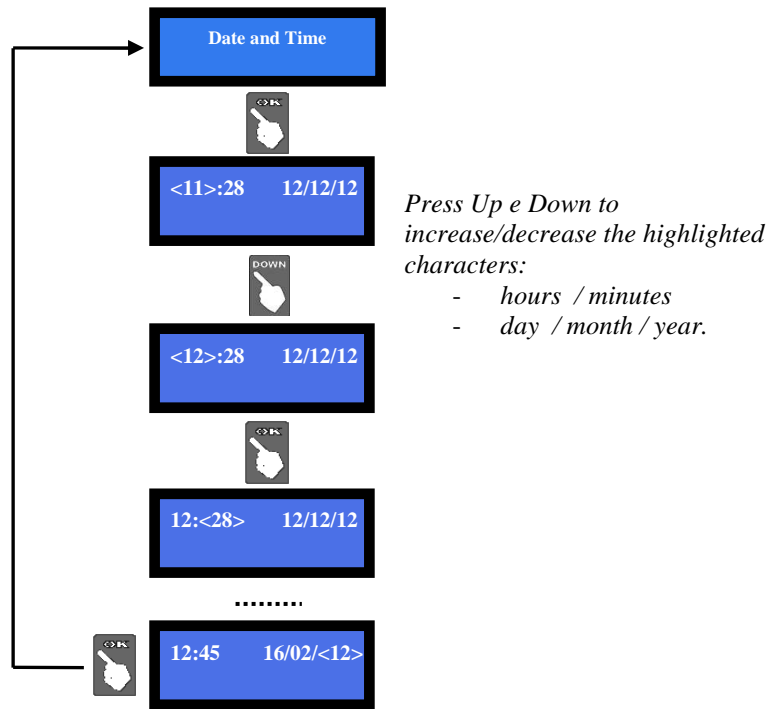 Date and Time
OK
<11>:28 12/12/12
Press Up e Down to
increase/decrease the highlighted
characters:
- hours / minutes
- day / month / year.
DOWN
<12>:28 12/12/12
OK
12:<28> 12/12/12
.........
OK
12:45 16/02/<12>